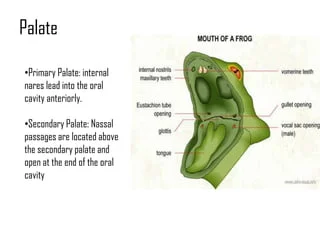 Palate
•Primary Palate: internal
nares lead into the oral
cavity anteriorly.
•Secondary Palate: Nassal
passages are located above
the secondary palate and
open at the end of the oral
cavity
MOUTH OF A FROG
internal nostrils
maxillary teeth
Eustachion tube
opening
glottis
tongue
vomerine teeth
gullet opening
vocal sac opening
(male)